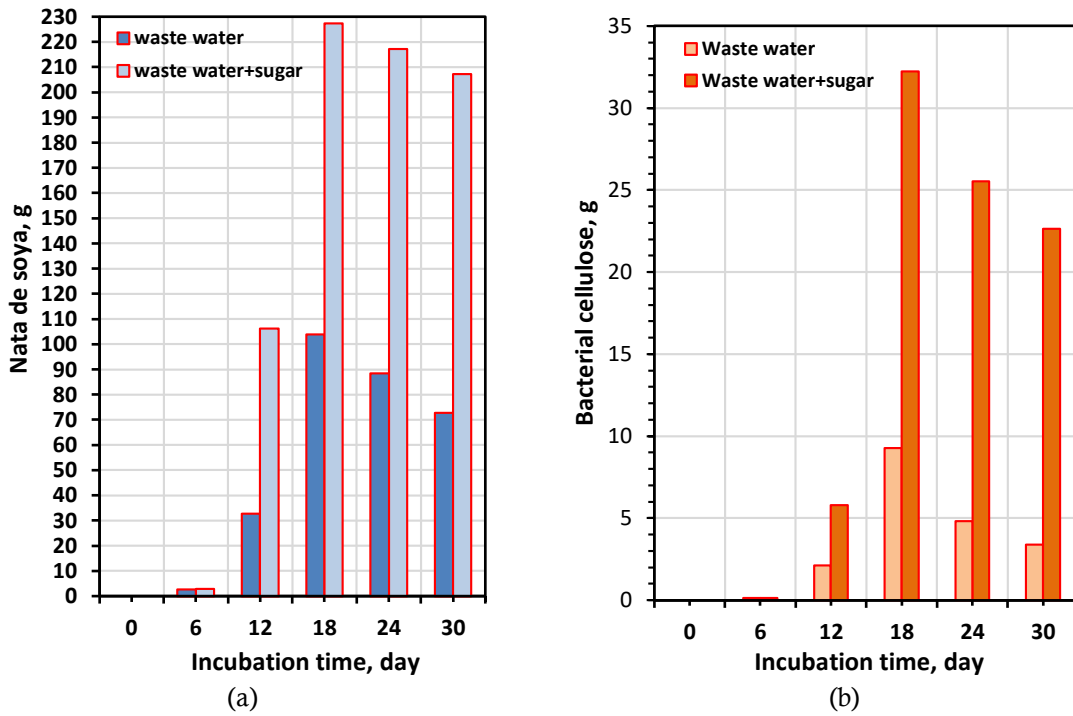 230
220
210
200
190
180
170
160
150
140
130
120
110
100
90
80
70
60
50
40
30
20
10
0
waste water
waste water+sugar
Nata de soya, g
0 6 12 18 24 30
Incubation time, day
(a)
35
30
25
20
15
10
5
0
Waste water
Waste water+sugar
Bacterial cellulose, g
0 6 12 18 24 30
Incubation time, day
(b)